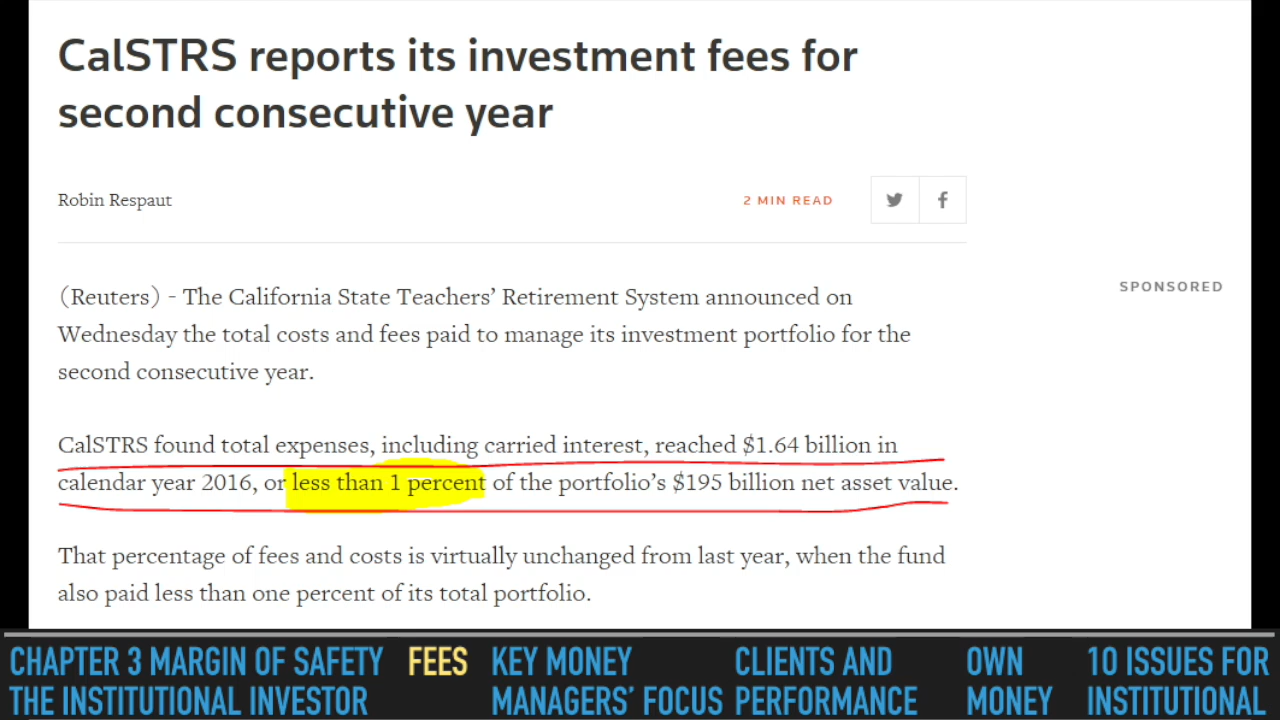 CalSTRS reports its investment fees for
second consecutive year
Robin Respaut
2 MIN READ
SPONSORED
(Reuters) - The California State Teachers’ Retirement System announced on
Wednesday the total costs and fees paid to manage its investment portfolio for the
second consecutive year.
CalSTRS found total expenses, including carried interest, reached $1.64 billion in
calendar year 2016, or less than 1 percent of the portfolio’s $195 billion net asset value.
That percentage of fees and costs is virtually unchanged from last year, when the fund
also paid less than one percent of its total portfolio.
CHAPTER 3 MARGIN OF SAFETY
THE INSTITUTIONAL INVESTOR
FEES
KEY MONEY
MANAGERS’ FOCUS
CLIENTS AND
PERFORMANCE
OWN
MONEY
10 ISSUES FOR
INSTITUTIONAL